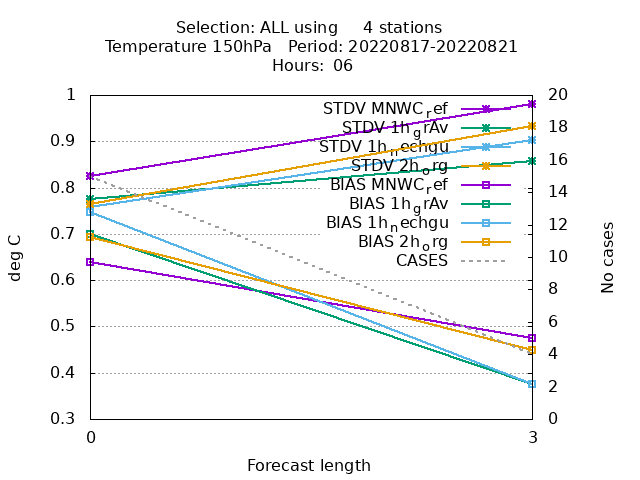 Selection: ALL using     4 stations
Temperature 150hPa   Period: 20220817-20220821
Hours:  06
1
0.9
0.8
0.7
0.6
0.5
0.4
0.3
deg C
STDV MNWC_ref
STDV 1h_grAv
STDV 1h_nechgu
STDV 2h_org
BIAS MNWC_ref
BIAS 1h_grAv
BIAS 1h_nechgu
BIAS 2h_org
CASES
20
18
16
14
12
10
8
6
4
2
0
No cases
0
3
Forecast length